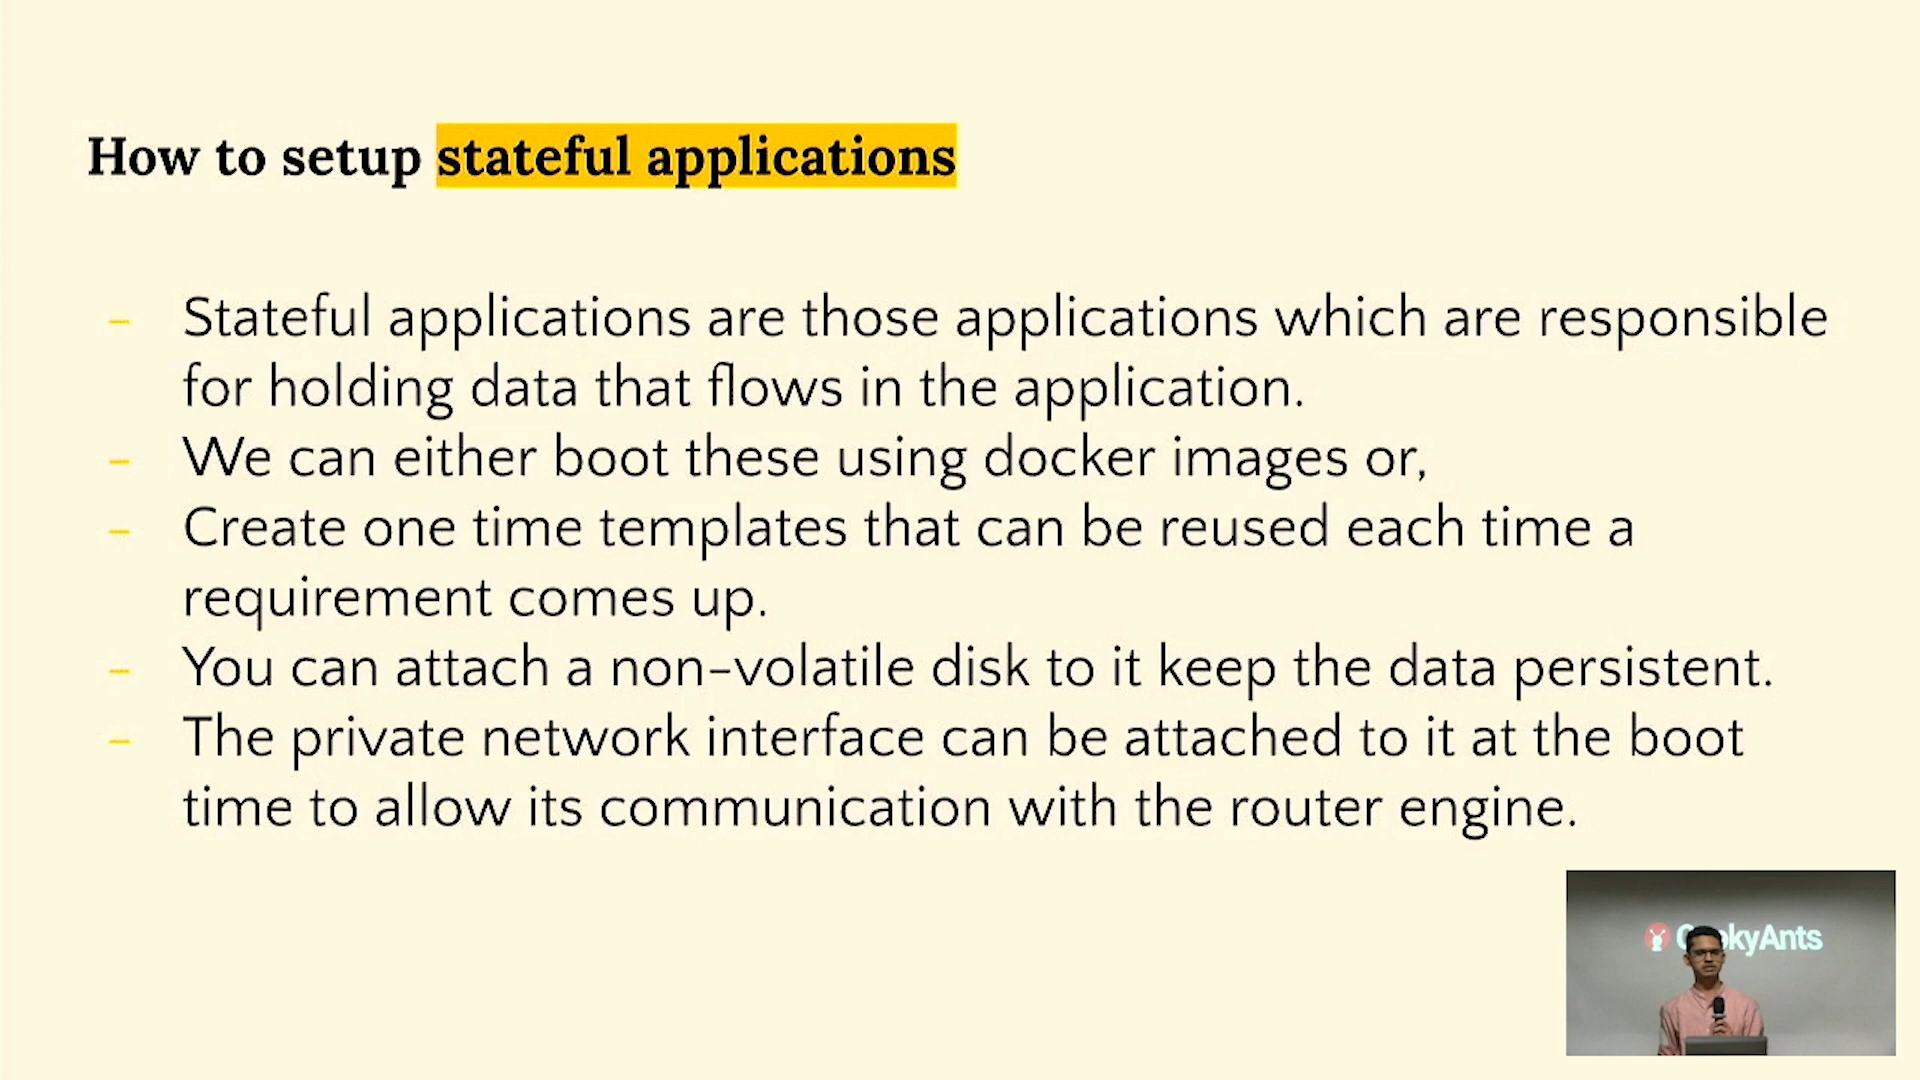 How to setup stateful applications
- Stateful applications are those applications which are responsible
for holding data that flows in the application.
- We can either boot these using docker images or,
- Create one time templates that can be reused each time a
requirement comes up.
- You can attach a non-volatile disk to it keep the data persistent.
- The private network interface can be attached to it at the boot
time to allow its communication with the router engine.